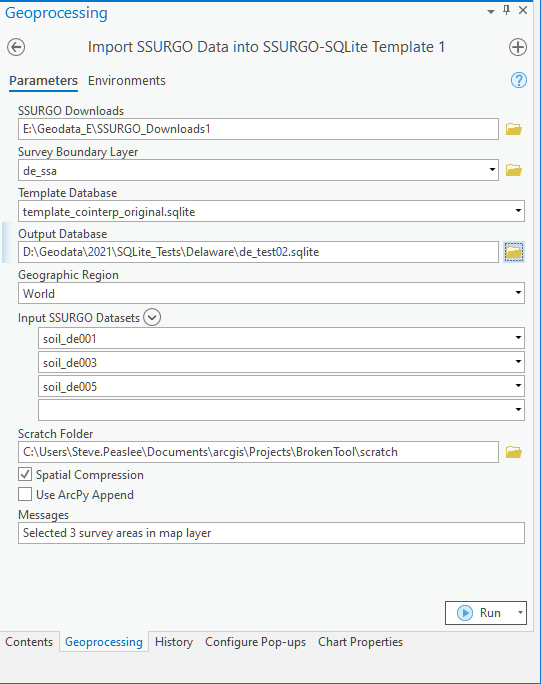 Geoprocessing
Import SSURGO Data into SSURGO-SQLite Template 1
Parameters Environments
SSURGO Downloads
E:\Geodata_E\SSURGO_Downloads1
Survey Boundary Layer
de_ssa
Template Database
template_cointerp_original.sqlite
Output Database
D:\Geodata\2021\SQLite_Tests\Delaware\de_test02.sqlite
Geographic Region
World
Input SSURGO Datasets
soil_de001
soil_de003
soil_de005
Scratch Folder
C:\Users\Steve.Peaslee\Documents\arcgis\Projects\BrokenTool\scratch
Spatial Compression
Use ArcPy Append
Messages
Selected 3 survey areas in map layer
Run
Contents Geoprocessing History Configure Pop-ups Chart Properties